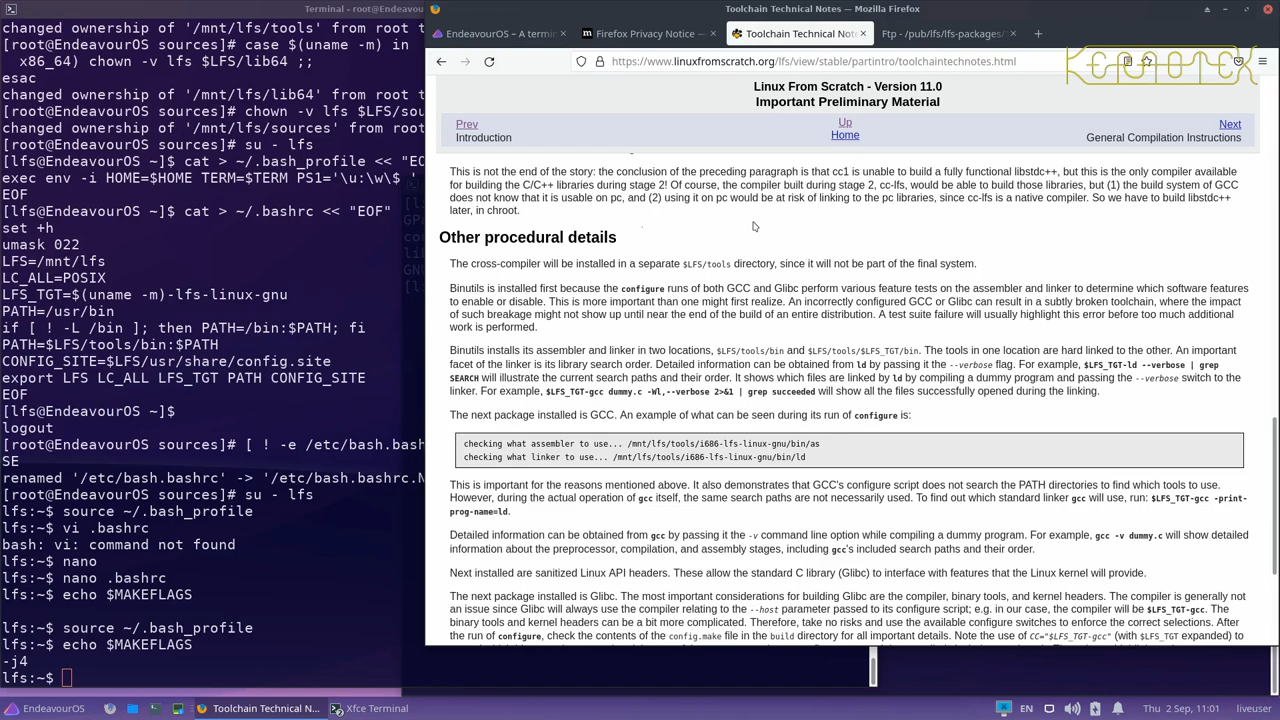 Terminal - root@Endeavour
changed ownership of '/mnt/lfs/tools' from root t
[root@EndeavourOS sources]# case $(uname -m) in
  x86_64) chown -v lfs $LFS/lib64 ;;
esac
changed ownership of '/mnt/lfs/lib64' from root t
[root@EndeavourOS sources]# chown -v lfs $LFS/sou
changed ownership of '/mnt/lfs/sources' from root
[root@EndeavourOS sources]# su - lfs
[lfs@EndeavourOS ~]$ cat > ~/.bash_profile << "EO
exec env -i HOME=$HOME TERM=$TERM PS1='\u:\w\$ '
EOF
[lfs@EndeavourOS ~]$ cat > ~/.bashrc << "EOF"
set +h
umask 022
LFS=/mnt/lfs
LC_ALL=POSIX
LFS_TGT=$(uname -m)-lfs-linux-gnu
PATH=/usr/bin
if [ ! -L /bin ]; then PATH=/bin:$PATH; fi
PATH=$LFS/tools/bin:$PATH
CONFIG_SITE=$LFS/usr/share/config.site
export LFS LC_ALL LFS_TGT PATH CONFIG_SITE
EOF
[lfs@EndeavourOS ~]$
logout
[root@EndeavourOS sources]# [ ! -e /etc/bash.bash
SE
renamed '/etc/bash.bashrc' -> '/etc/bash.bashrc.N
[root@EndeavourOS sources]# su - lfs
lfs:~$ source ~/.bash_profile
lfs:~$ vi .bashrc
bash: vi: command not found
lfs:~$ nano
lfs:~$ nano .bashrc
lfs:~$ echo $MAKEFLAGS
lfs:~$ source ~/.bash_profile
lfs:~$ echo $MAKEFLAGS
-j4
lfs:~$
Toolchain Technical Notes — Mozilla Firefox
EndeavourOS – A termin
Firefox Privacy Notice —
Toolchain Technical Note
Ftp - /pub/lfs/lfs-packages/
https://www.linuxfromscratch.org/lfs/view/stable/partintro/toolchaintechnotes.html
KEINOTEX
Linux From Scratch - Version 11.0
Important Preliminary Material
Prev Up Next
Introduction Home General Compilation Instructions
This is not the end of the story: the conclusion of the preceding paragraph is that cc1 is unable to build a fully functional libstdc++, but this is the only compiler available
for building the C/C++ libraries during stage 2! Of course, the compiler built during stage 2, cc-lfs, would be able to build those libraries, but (1) the build system of GCC
does not know that it is usable on pc, and (2) using it on pc would be at risk of linking to the pc libraries, since cc-lfs is a native compiler. So we have to build libstdc++
later, in chroot.
Other procedural details
The cross-compiler will be installed in a separate $LFS/tools directory, since it will not be part of the final system.
Binutils is installed first because the configure runs of both GCC and Glibc perform various feature tests on the assembler and linker to determine which software features
to enable or disable. This is more important than one might first realize. An incorrectly configured GCC or Glibc can result in a subtly broken toolchain, where the impact
of such breakage might not show up until near the end of the build of an entire distribution. A test suite failure will usually highlight this error before too much additional
work is performed.
Binutils installs its assembler and linker in two locations, $LFS/tools/bin and $LFS/tools/$LFS_TGT/bin. The tools in one location are hard linked to the other. An important
facet of the linker is its library search order. Detailed information can be obtained from ld by passing it the --verbose flag. For example, $LFS_TGT-ld --verbose | grep
SEARCH will illustrate the current search paths and their order. It shows which files are linked by ld by compiling a dummy program and passing the --verbose switch to the
linker. For example, $LFS_TGT-gcc dummy.c -Wl,--verbose 2>&1 | grep succeeded will show all the files successfully opened during the linking.
The next package installed is GCC. An example of what can be seen during its run of configure is:
checking what assembler to use... /mnt/lfs/tools/i686-lfs-linux-gnu/bin/as
checking what linker to use... /mnt/lfs/tools/i686-lfs-linux-gnu/bin/ld
This is important for the reasons mentioned above. It also demonstrates that GCC's configure script does not search the PATH directories to find which tools to use.
However, during the actual operation of gcc itself, the same search paths are not necessarily used. To find out which standard linker gcc will use, run: $LFS_TGT-gcc -print-
prog-name=ld.
Detailed information can be obtained from gcc by passing it the -v command line option while compiling a dummy program. For example, gcc -v dummy.c will show detailed
information about the preprocessor, compilation, and assembly stages, including gcc's included search paths and their order.
Next installed are sanitized Linux API headers. These allow the standard C library (Glibc) to interface with features that the Linux kernel will provide.
The next package installed is Glibc. The most important considerations for building Glibc are the compiler, binary tools, and kernel headers. The compiler is generally not
an issue since Glibc will always use the compiler relating to the --host parameter passed to its configure script; e.g. in our case, the compiler will be $LFS_TGT-gcc. The
binary tools and kernel headers can be a bit more complicated. Therefore, take no risks and use the available configure switches to enforce the correct selections. After
the run of configure, check the contents of the config.make file in the build directory for all important details. Note the use of CC="$LFS_TGT-gcc" (with $LFS_TGT expanded) to
EndeavourOS
Toolchain Technical N...
Terminal
EN
Thu 2 Sep, 11:01
liveuser